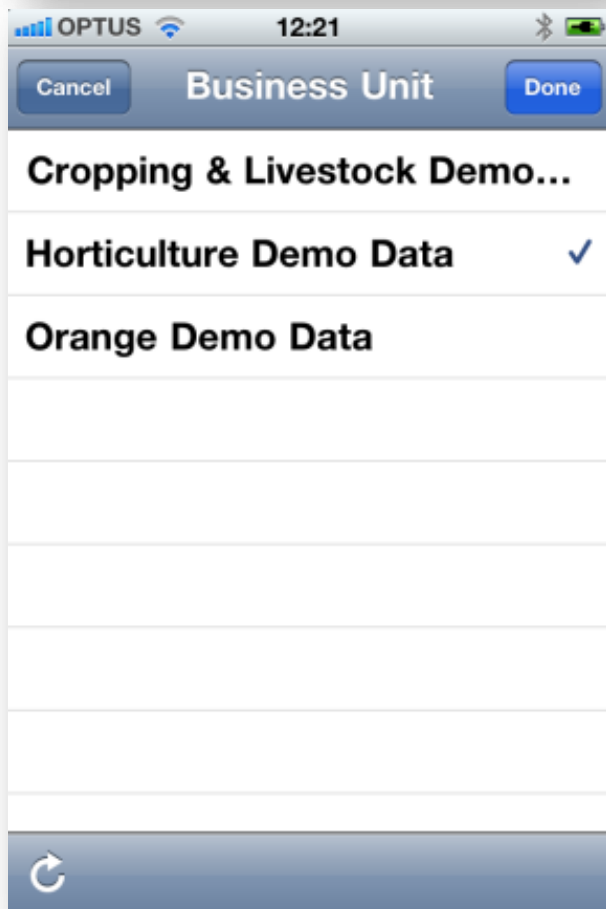 OPTUS 12:21
Cancel Business Unit Done
Cropping & Livestock Demo...
Horticulture Demo Data
Orange Demo Data